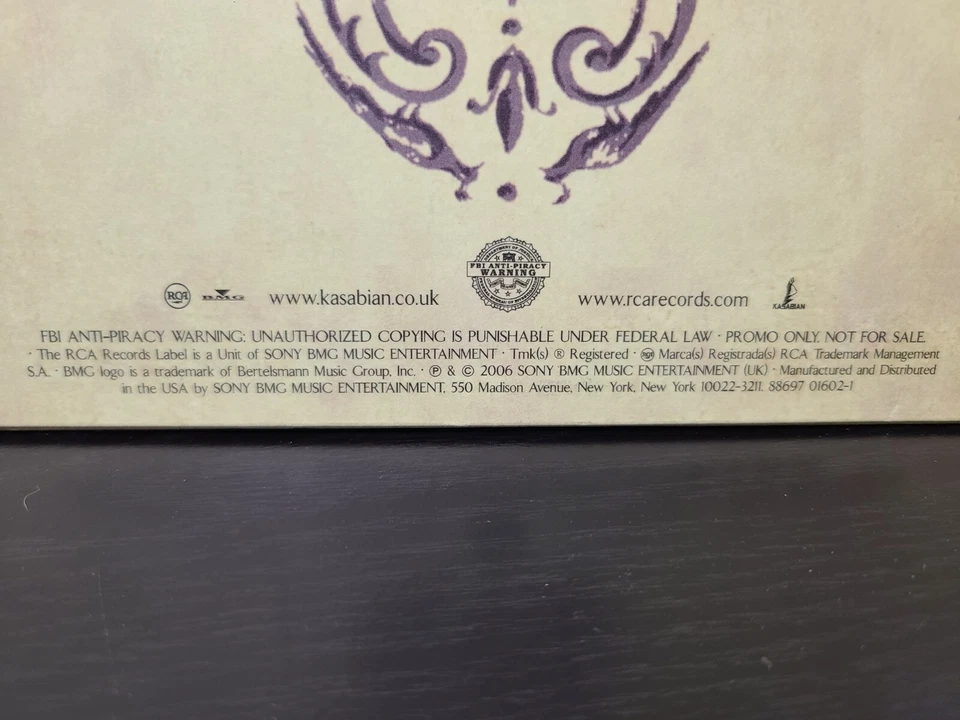 DEPARTMENT OF JUSTICE
FBI ANTI-PIRACY
WARNING
RCA
BMG
www.kasabian.co.uk
www.rcarecords.com
KASABIAN
FBI ANTI-PIRACY WARNING: UNAUTHORIZED COPYING IS PUNISHABLE UNDER FEDERAL LAW · PROMO ONLY. NOT FOR SALE.
· The RCA Records Label is a Unit of SONY BMG MUSIC ENTERTAINMENT · Tmk(s) ® Registered · RCA Marca(s) Registrada(s) RCA Trademark Management
S.A. · BMG logo is a trademark of Bertelsmann Music Group, Inc. · ℗ & © 2006 SONY BMG MUSIC ENTERTAINMENT (UK) · Manufactured and Distributed
in the USA by SONY BMG MUSIC ENTERTAINMENT, 550 Madison Avenue, New York, New York 10022-3211. 88697 01602-1